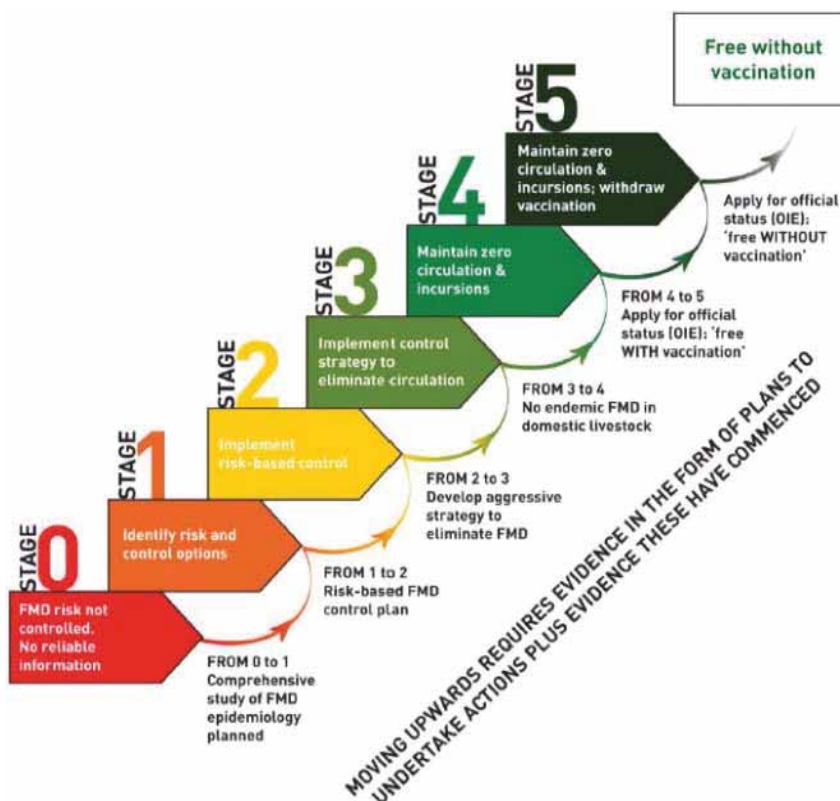 Free without
vaccination
STAGE 5
Maintain zero
circulation &
incursions; withdraw
vaccination
Apply for official
status (OIE):
‘free WITHOUT
vaccination’
STAGE 4
Maintain zero
circulation &
incursions
FROM 4 to 5
Apply for official
status (OIE): ‘free
WITH vaccination’
STAGE 3
Implement control
strategy to
eliminate circulation
FROM 3 to 4
No endemic FMD in
domestic livestock
STAGE 2
Implement
risk-based control
FROM 2 to 3
Develop aggressive
strategy to
eliminate FMD
STAGE 1
Identify risk and
control options
FROM 1 to 2
Risk-based FMD
control plan
STAGE 0
FMD risk not
controlled.
No reliable
information
FROM 0 to 1
Comprehensive
study of FMD
epidemiology
planned
MOVING UPWARDS REQUIRES EVIDENCE IN THE FORM OF PLANS TO
UNDERTAKE ACTIONS PLUS EVIDENCE THESE HAVE COMMENCED